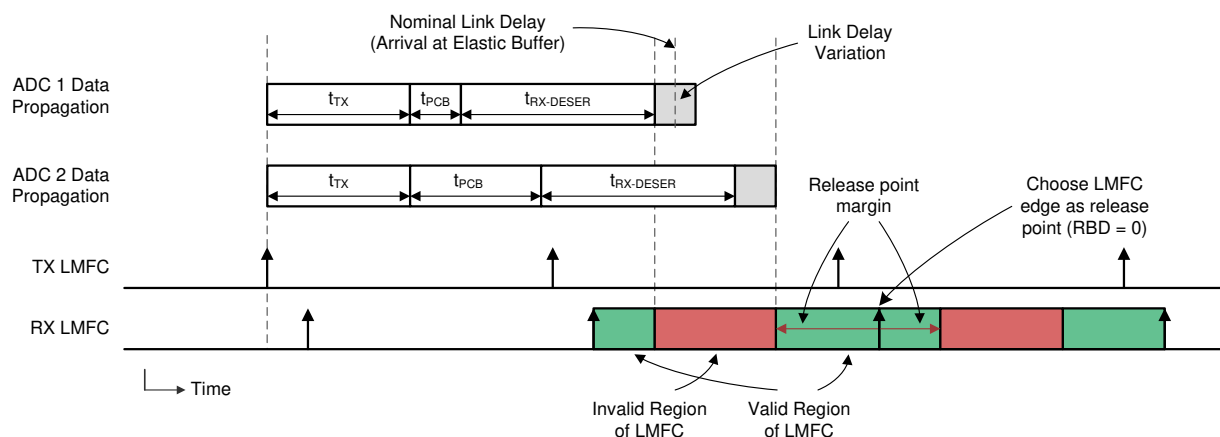 Nominal Link Delay
(Arrival at Elastic Buffer)
Link Delay
Variation
ADC 1 Data
Propagation
tTX
tPCB
tRX-DESER
ADC 2 Data
Propagation
tTX
tPCB
tRX-DESER
Release point
margin
Choose LMFC
edge as release
point (RBD = 0)
TX LMFC
RX LMFC
Time
Invalid Region
of LMFC
Valid Region
of LMFC